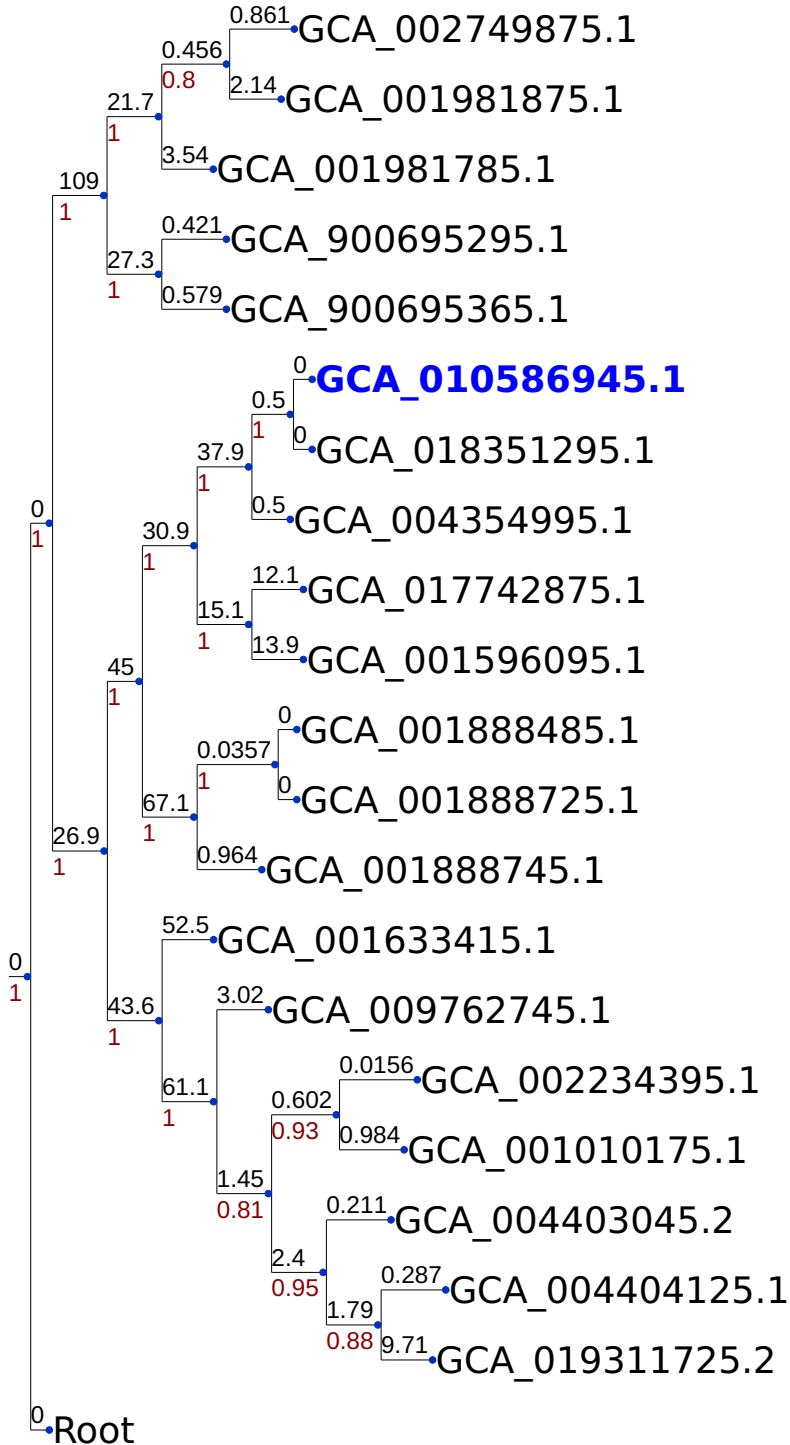 0.861
GCA_002749875.1
0.456
0.8
2.14
GCA_001981875.1
21.7
1
3.54
GCA_001981785.1
109
1
0.421
GCA_900695295.1
27.3
1
0.579
GCA_900695365.1
0
GCA_010586945.1
0.5
1
0
GCA_018351295.1
37.9
1
0.5
GCA_004354995.1
0
1
30.9
1
12.1
GCA_017742875.1
15.1
1
13.9
GCA_001596095.1
45
1
0
GCA_001888485.1
0.0357
1
0
GCA_001888725.1
67.1
1
0.964
GCA_001888745.1
26.9
1
52.5
GCA_001633415.1
0
1
43.6
1
3.02
GCA_009762745.1
61.1
1
0.0156
GCA_002234395.1
0.602
0.93
0.984
GCA_001010175.1
1.45
0.81
0.211
GCA_004403045.2
2.4
0.95
0.287
GCA_004404125.1
1.79
0.88
9.71
GCA_019311725.2
0
Root